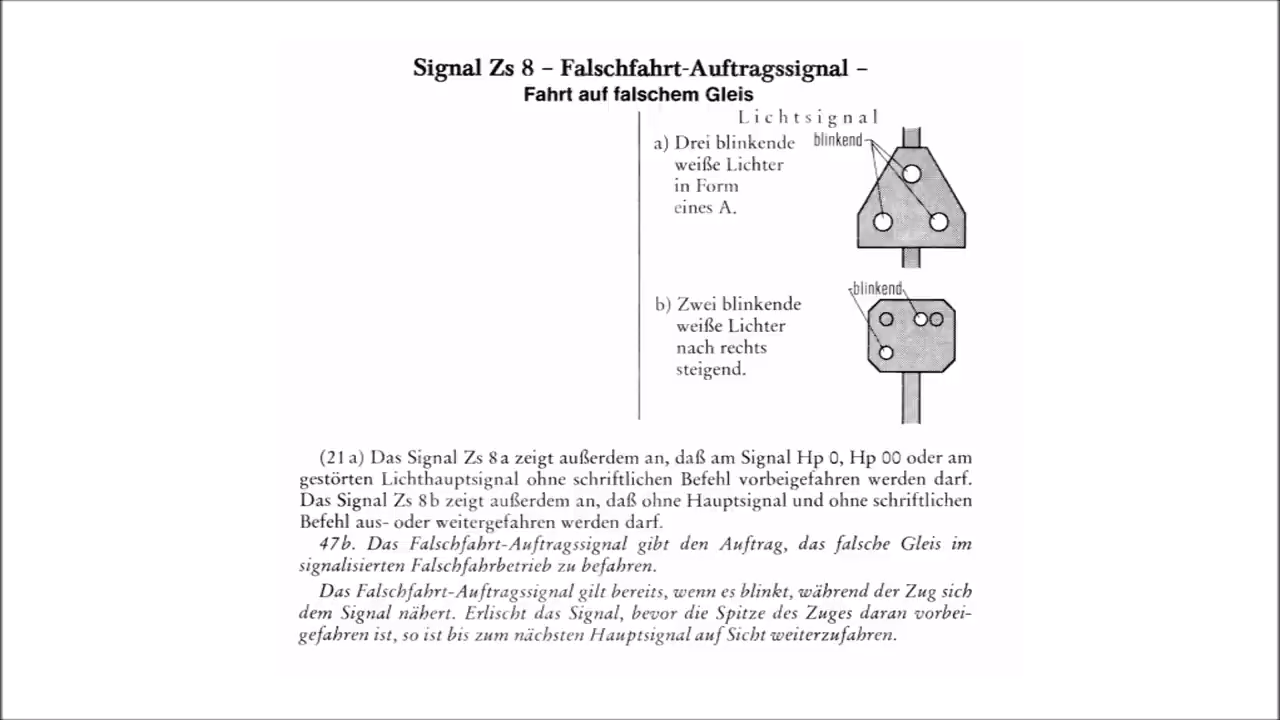 Signal Zs 8 – Falschfahrt-Auftragssignal –
Fahrt auf falschem Gleis
Lichtsignal
a) Drei blinkende
weiße Lichter
in Form
eines A.
blinkend
b) Zwei blinkende
weiße Lichter
nach rechts
steigend.
blinkend
(21 a) Das Signal Zs 8 a zeigt außerdem an, daß am Signal Hp 0, Hp 00 oder am
gestörten Lichthauptsignal ohne schriftlichen Befehl vorbeigefahren werden darf.
Das Signal Zs 8 b zeigt außerdem an, daß ohne Hauptsignal und ohne schriftlichen
Befehl aus- oder weitergefahren werden darf.
47b. Das Falschfahrt-Auftragssignal gibt den Auftrag, das falsche Gleis im
signalisierten Falschfahrbetrieb zu befahren.
Das Falschfahrt-Auftragssignal gilt bereits, wenn es blinkt, während der Zug sich
dem Signal nähert. Erlischt das Signal, bevor die Spitze des Zuges daran vorbei-
gefahren ist, so ist bis zum nächsten Hauptsignal auf Sicht weiterzufahren.